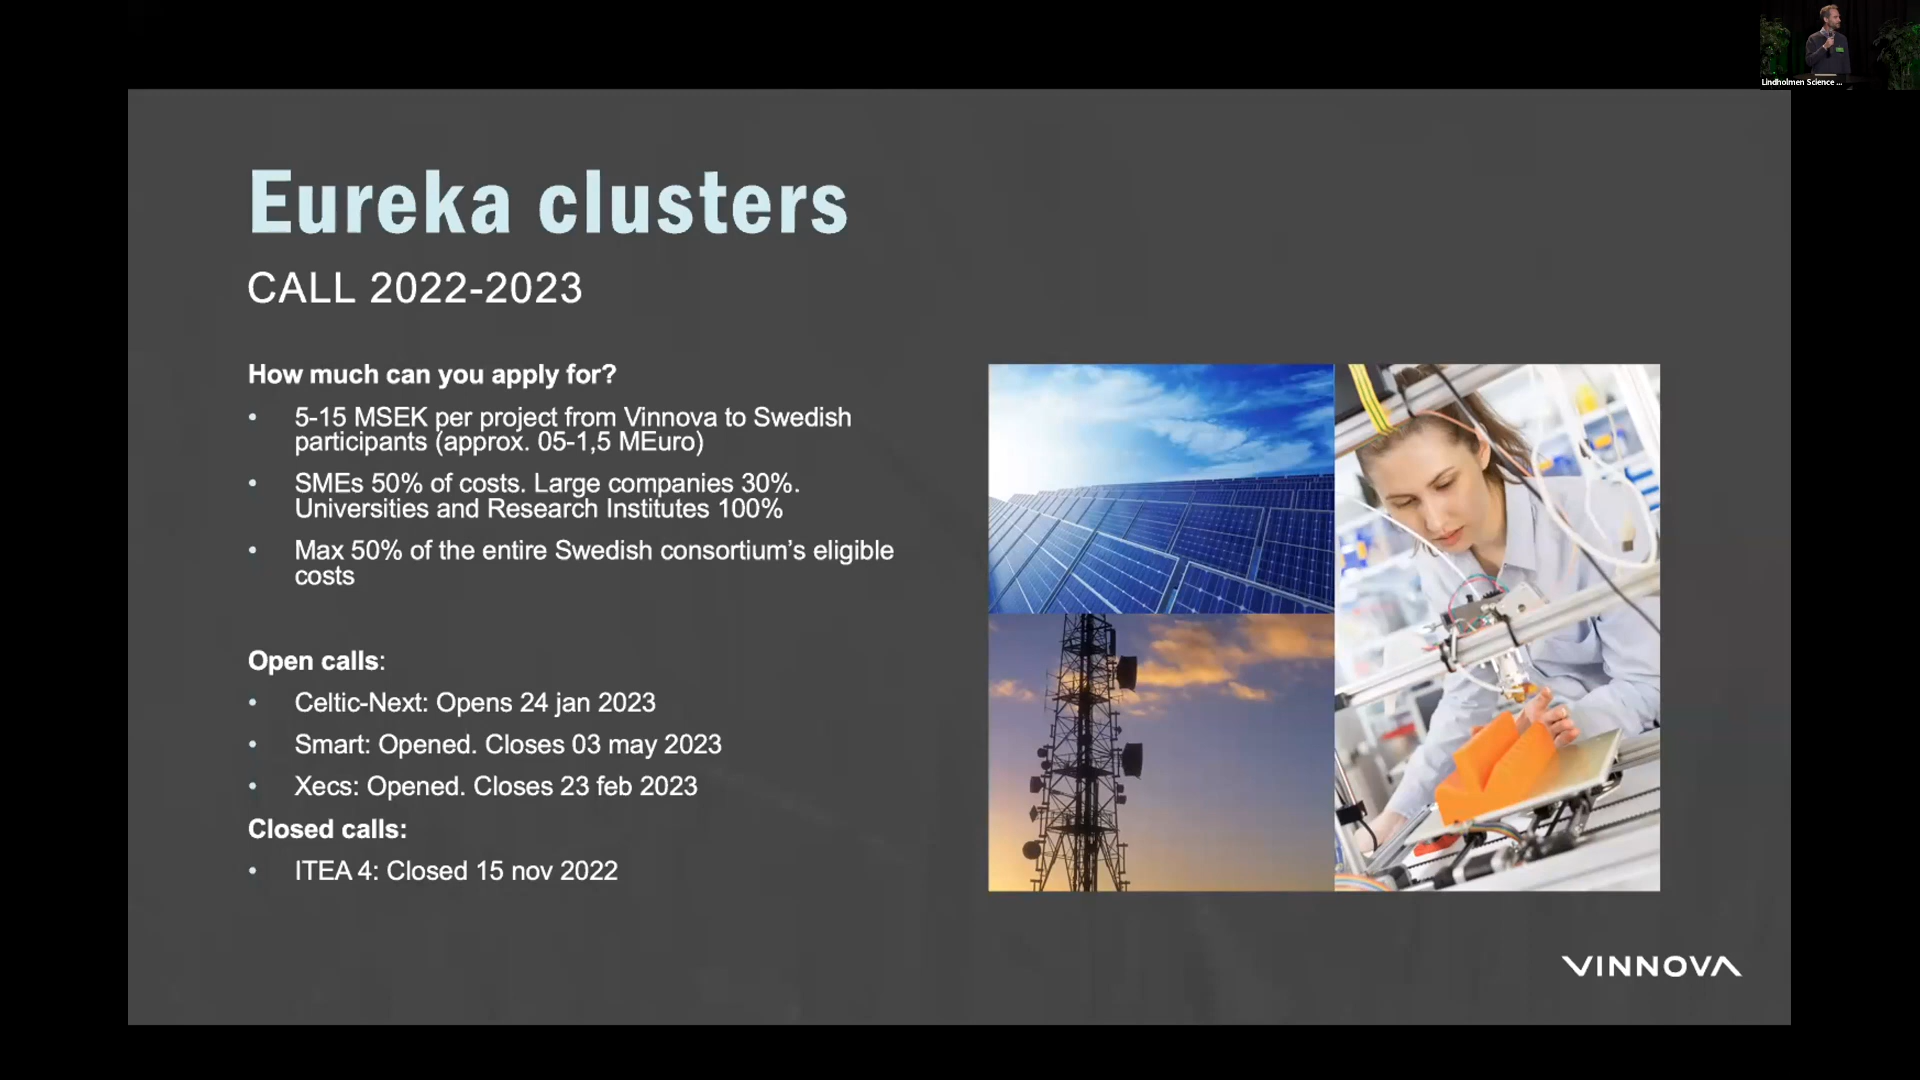 Lindholmen Science ...
Eureka clusters
CALL 2022-2023
How much can you apply for?
• 5-15 MSEK per project from Vinnova to Swedish
participants (approx. 05-1,5 MEuro)
• SMEs 50% of costs. Large companies 30%.
Universities and Research Institutes 100%
• Max 50% of the entire Swedish consortium’s eligible
costs
Open calls:
• Celtic-Next: Opens 24 jan 2023
• Smart: Opened. Closes 03 may 2023
• Xecs: Opened. Closes 23 feb 2023
Closed calls:
• ITEA 4: Closed 15 nov 2022
VINNOVA